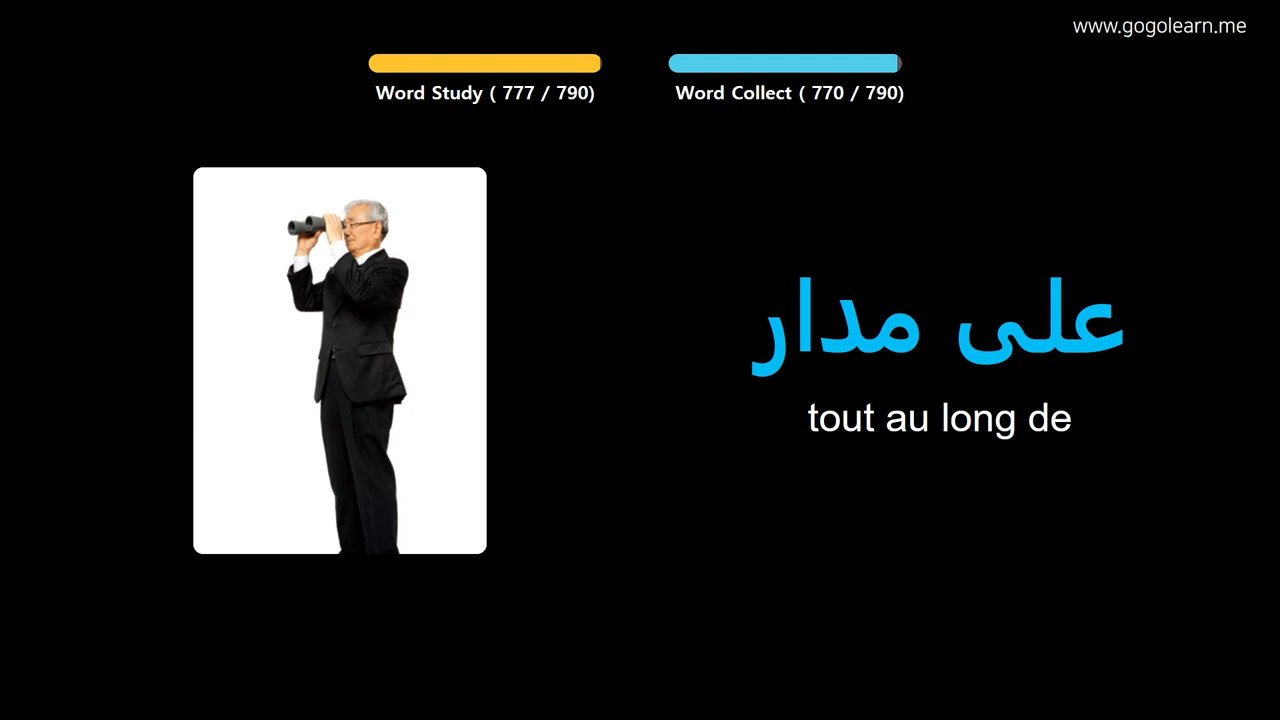 www.gogolearn.me
Word Study ( 777 / 790)
Word Collect ( 770 / 790)
على مدار
tout au long de